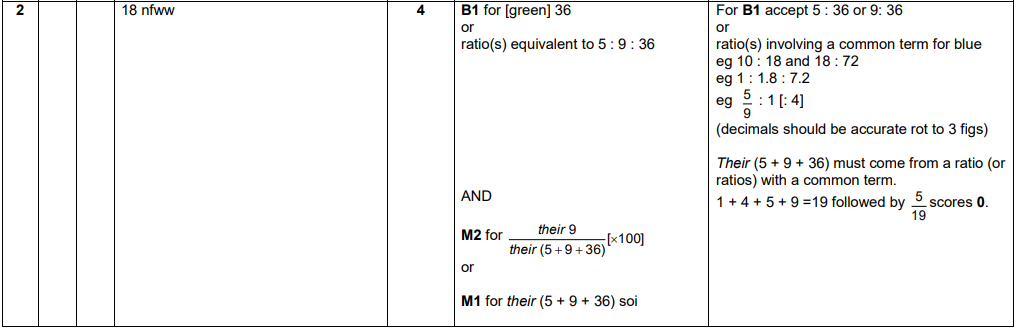 2 18 nfww 4 B1 for [green] 36 For B1 accept 5 : 36 or 9: 36
or or
ratio(s) equivalent to 5 : 9 : 36 ratio(s) involving a common term for blue
eg 10 : 18 and 18 : 72
eg 1 : 1.8 : 7.2
eg 5/9 : 1 [: 4]
(decimals should be accurate rot to 3 figs)
Their (5 + 9 + 36) must come from a ratio (or
ratios) with a common term.
AND 1 + 4 + 5 + 9 =19 followed by 5/19 scores 0.
M2 for their 9 / their (5 + 9 + 36) [×100]
or
M1 for their (5 + 9 + 36) soi